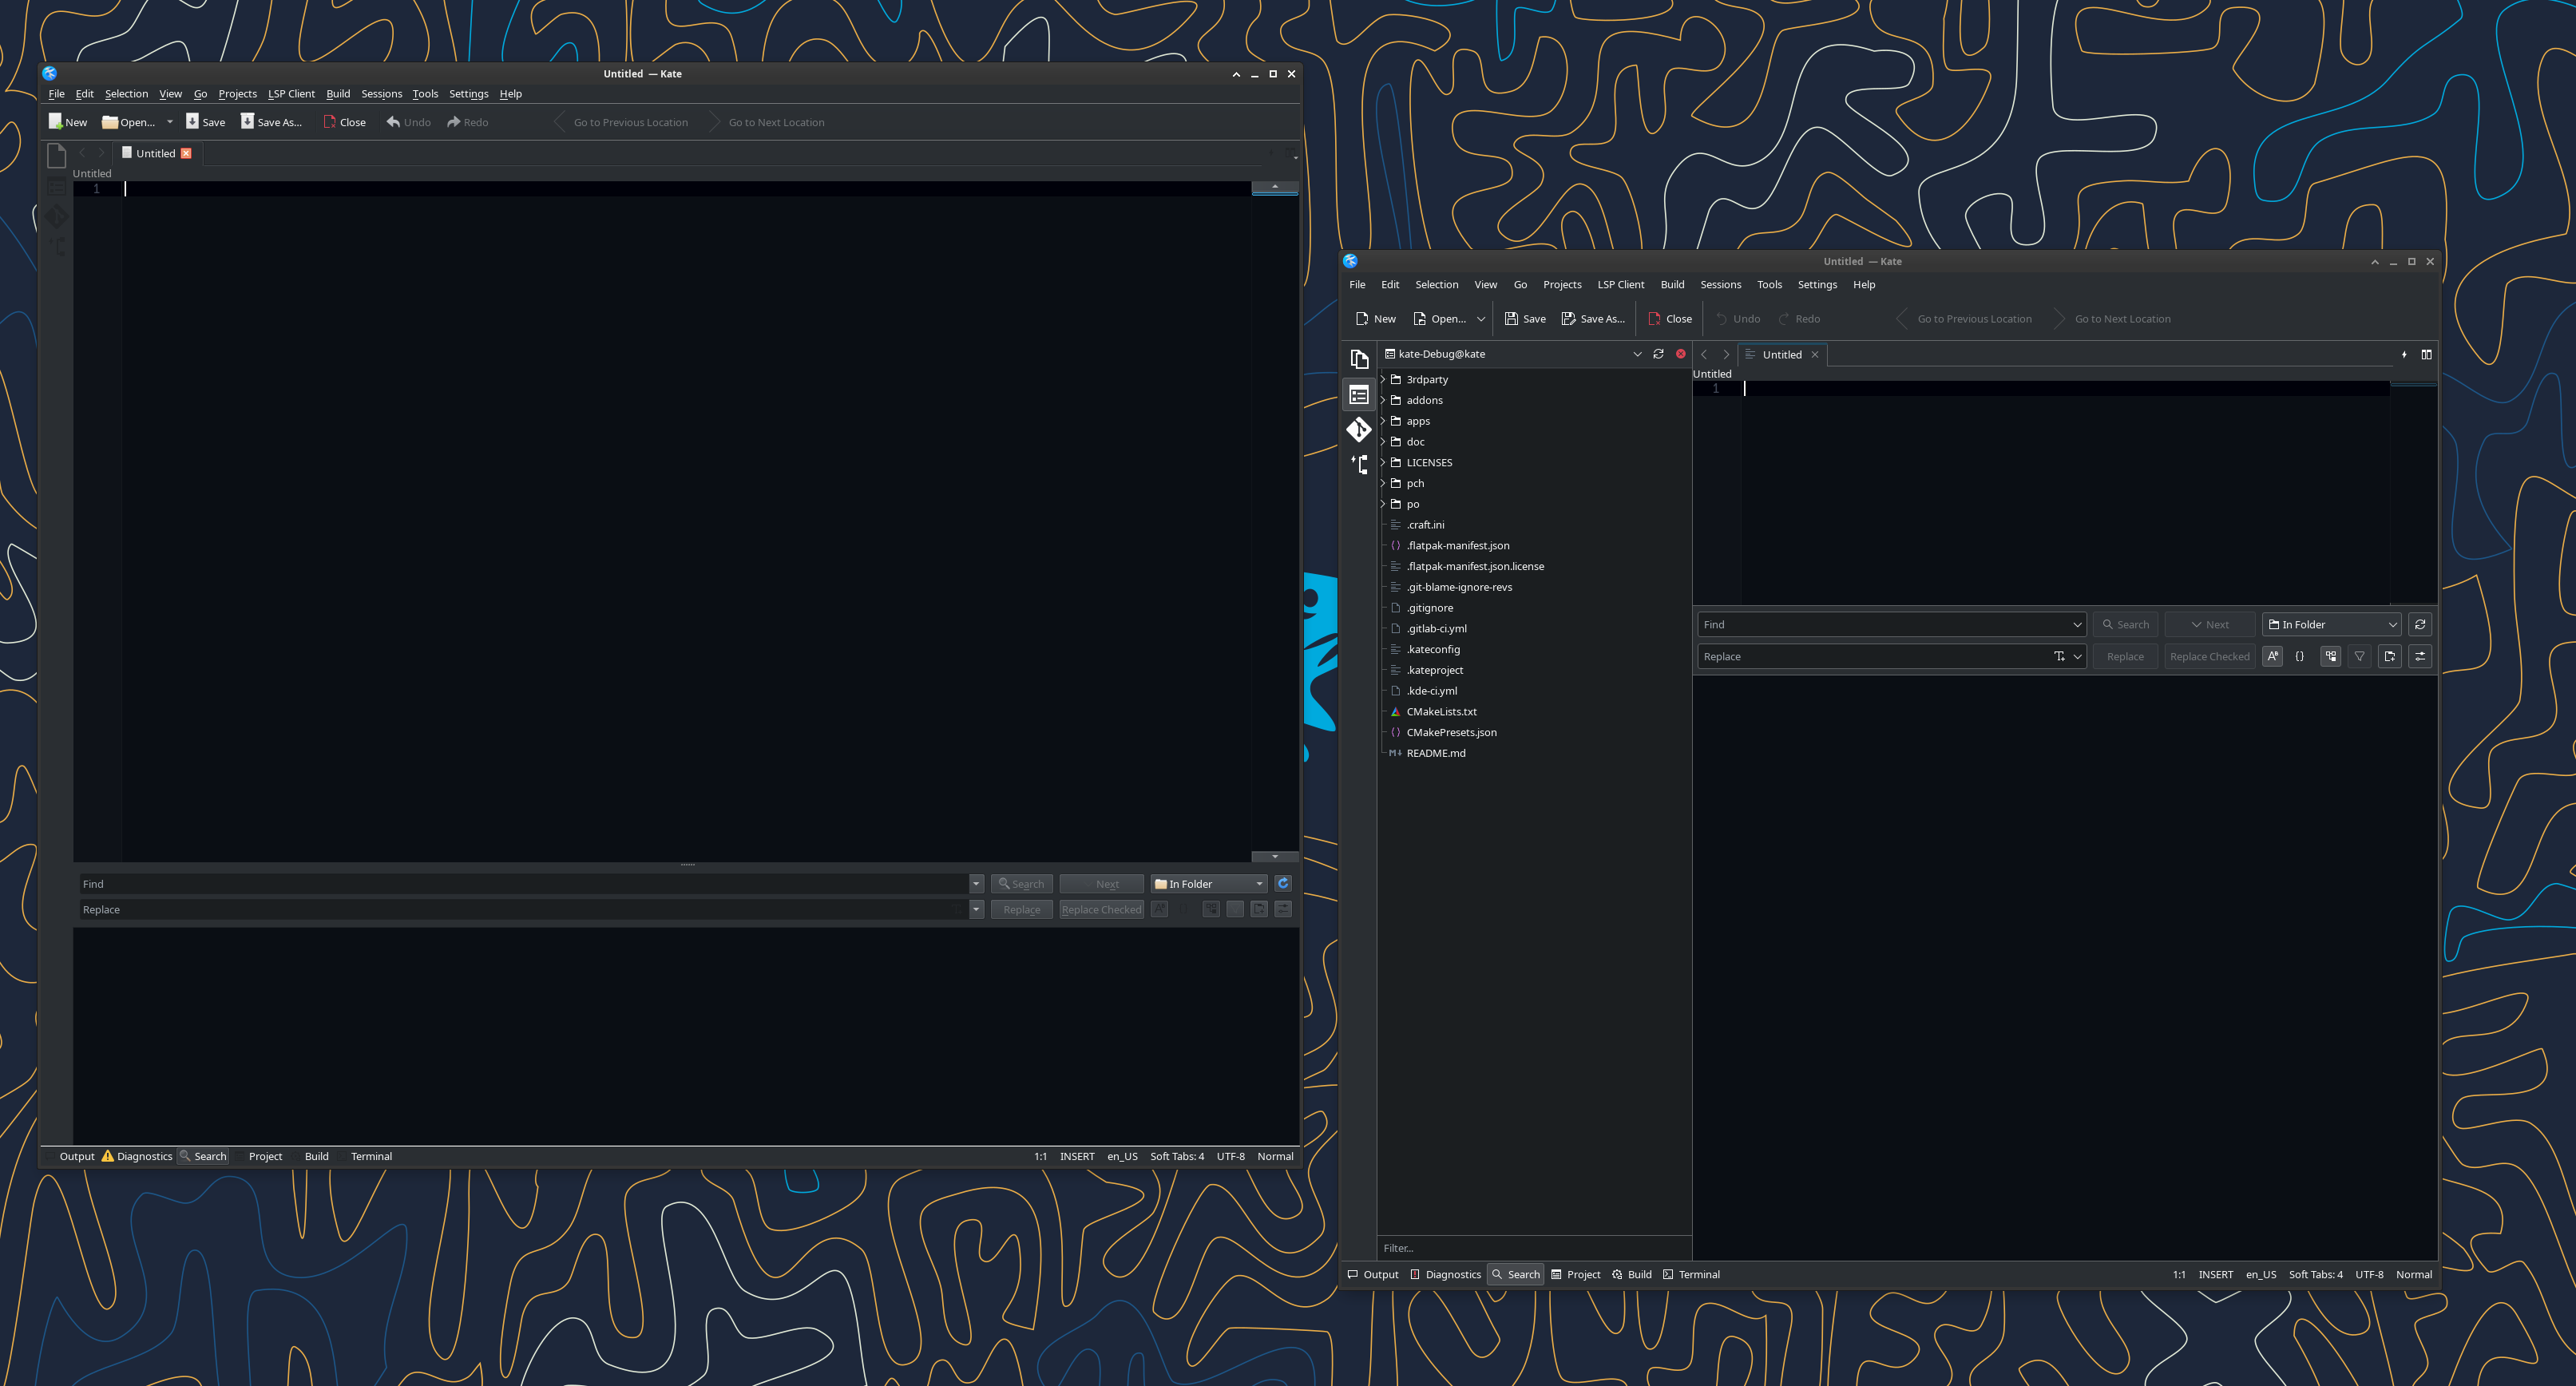 Untitled — Kate
File Edit Selection View Go Projects LSP Client Build Sessions Tools Settings Help
New Open... Save Save As... Close Undo Redo Go to Previous Location Go to Next Location
Untitled
Untitled
1
Find Search Next In Folder
Replace Replace Replace Checked
Output Diagnostics Search Project Build Terminal 1:1 INSERT en_US Soft Tabs: 4 UTF-8 Normal
Untitled — Kate
File Edit Selection View Go Projects LSP Client Build Sessions Tools Settings Help
New Open... Save Save As... Close Undo Redo Go to Previous Location Go to Next Location
kate-Debug@kate
3rdparty
addons
apps
doc
LICENSES
pch
po
.craft.ini
.flatpak-manifest.json
.flatpak-manifest.json.license
.git-blame-ignore-revs
.gitignore
.gitlab-ci.yml
.kateconfig
.kateproject
.kde-ci.yml
CMakeLists.txt
CMakePresets.json
README.md
Filter...
Untitled
Untitled
1
Find Search Next In Folder
Replace Replace Replace Checked
Output Diagnostics Search Project Build Terminal 1:1 INSERT en_US Soft Tabs: 4 UTF-8 Normal